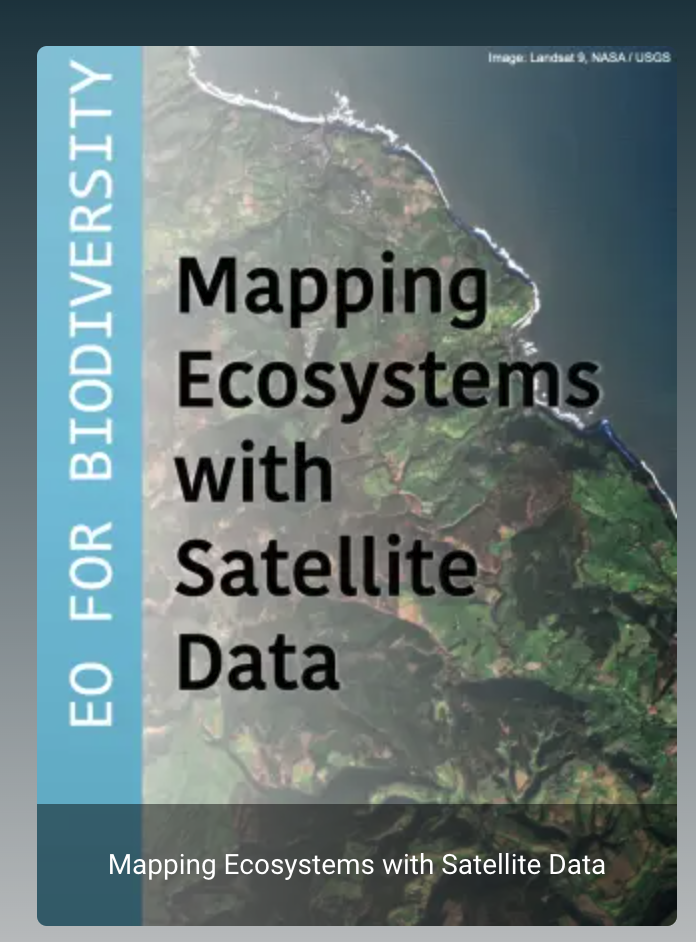 Image: Landsat 9, NASA / USGS
EO FOR BIODIVERSITY
Mapping
Ecosystems
with
Satellite
Data
Mapping Ecosystems with Satellite Data